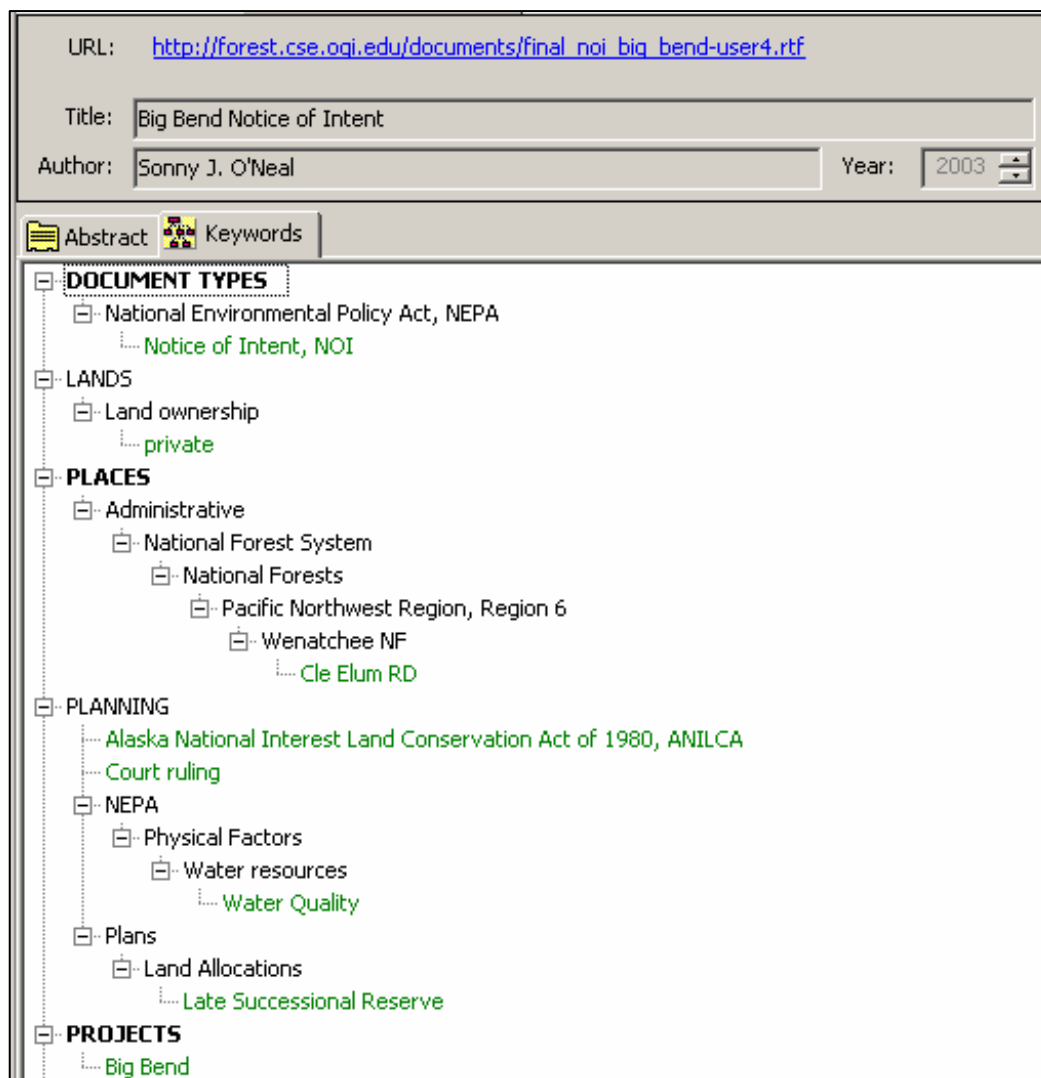 URL: http://forest.cse.ogi.edu/documents/final_noi_big_bend-user4.rtf
Title: Big Bend Notice of Intent
Author: Sonny J. O'Neal Year: 2003
Abstract Keywords
DOCUMENT TYPES
National Environmental Policy Act, NEPA
Notice of Intent, NOI
LANDS
Land ownership
private
PLACES
Administrative
National Forest System
National Forests
Pacific Northwest Region, Region 6
Wenatchee NF
Cle Elum RD
PLANNING
Alaska National Interest Land Conservation Act of 1980, ANILCA
Court ruling
NEPA
Physical Factors
Water resources
Water Quality
Plans
Land Allocations
Late Successional Reserve
PROJECTS
Big Bend